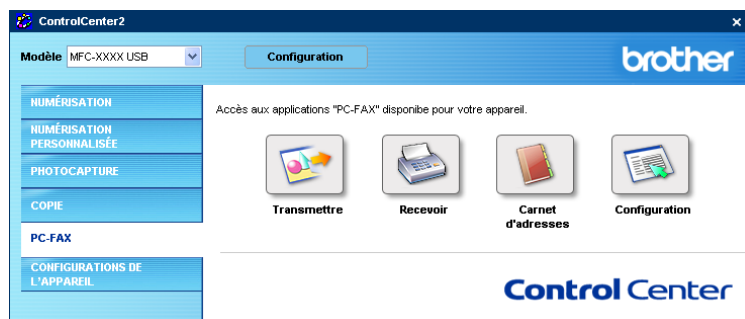 ControlCenter2
Modèle MFC-XXXX USB
Configuration
brother
NUMÉRISATION
NUMÉRISATION
PERSONNALISÉE
PHOTOCAPTURE
COPIE
PC-FAX
CONFIGURATIONS DE
L'APPAREIL
Accès aux applications "PC-FAX" disponibe pour votre appareil.
Transmettre
Recevoir
Carnet
d'adresses
Configuration
Control Center